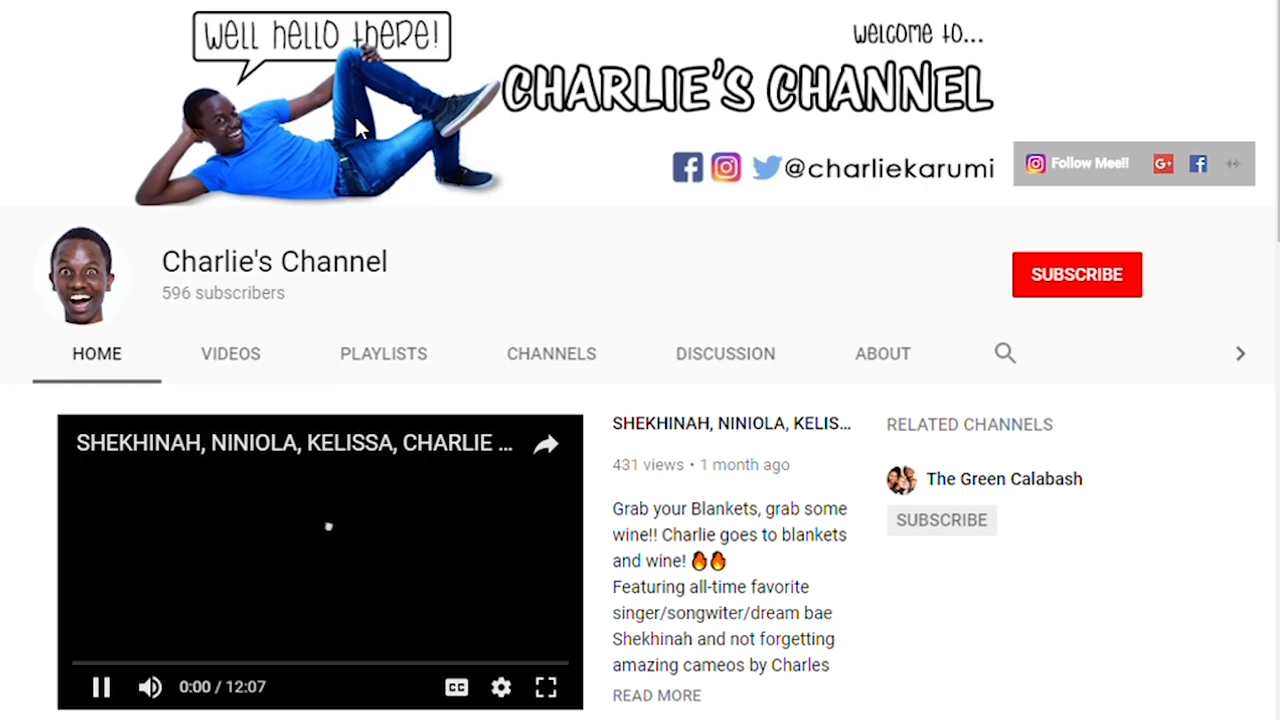 WELL HELLO THERE!
WELCOME TO...
CHARLIE'S CHANNEL
@charliekarumi
Follow Mee!!
Charlie's Channel
596 subscribers
SUBSCRIBE
HOME VIDEOS PLAYLISTS CHANNELS DISCUSSION ABOUT
SHEKHINAH, NINIOLA, KELISSA, CHARLIE ...
0:00 / 12:07
CC
SHEKHINAH, NINIOLA, KELIS...
431 views • 1 month ago
Grab your Blankets, grab some
wine!! Charlie goes to blankets
and wine! 🔥🔥
Featuring all-time favorite
singer/songwiter/dream bae
Shekhinah and not forgetting
amazing cameos by Charles
READ MORE
RELATED CHANNELS
The Green Calabash
SUBSCRIBE